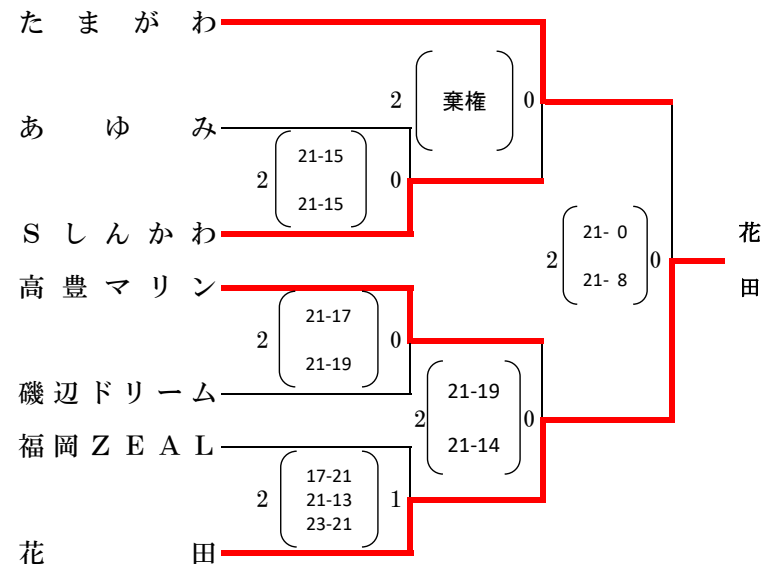 たまがわ
2 棄権 0
あゆみ
21-15
2 0
21-15
Sしんかわ
21- 0
2 0
21- 8
花田
高豊マリン
21-17
2 0
21-19
磯辺ドリーム
21-19
2 0
21-14
福岡ZEAL
17-21
2 21-13 1
23-21
花田